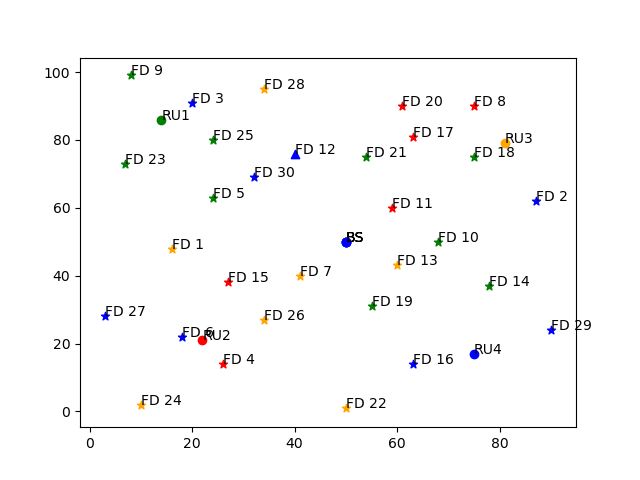 FD 9
FD 28
FD 3
FD 20
FD 8
RU1
FD 17
RU3
FD 25
FD 12
FD 21
FD 18
FD 23
FD 30
FD 5
FD 2
FD 11
FD 1
BS
FD 10
FD 13
FD 7
FD 15
FD 14
FD 19
FD 27
FD 26
FD 29
FD 6
RU2
RU4
FD 4
FD 16
FD 24
FD 22
100
80
60
40
20
0
0
20
40
60
80